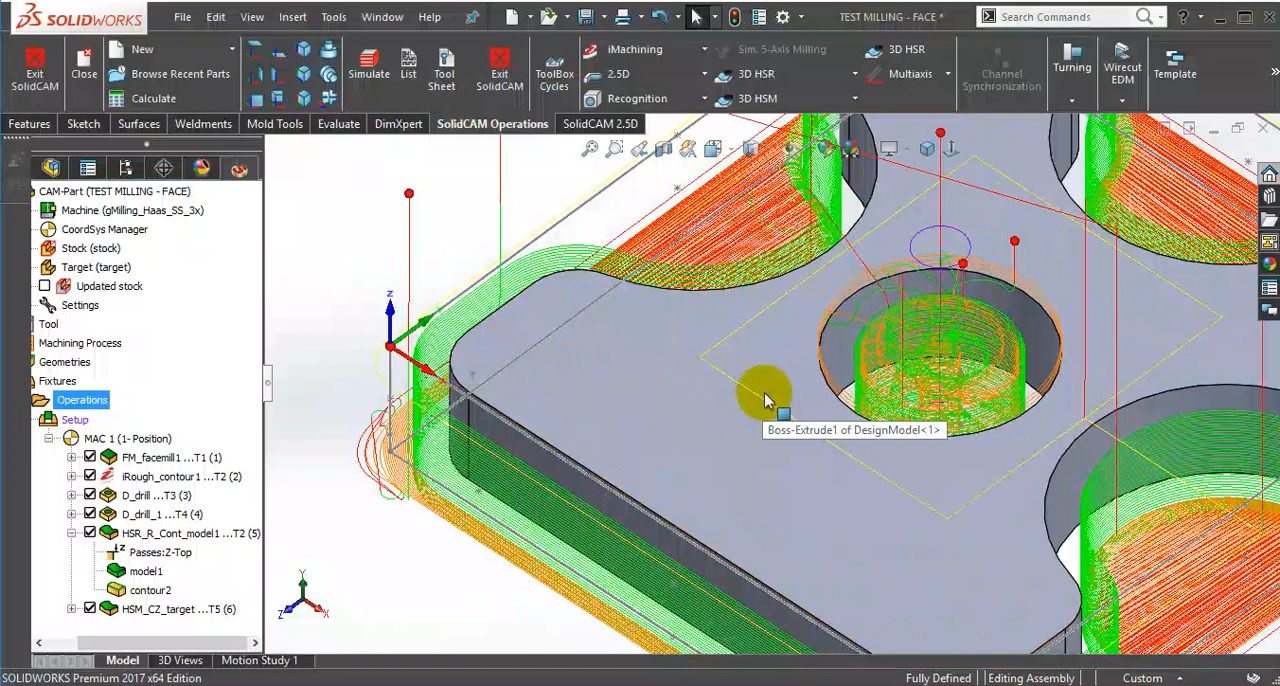 SOLIDWORKS
File Edit View Insert Tools Window Help
TEST MILLING - FACE *
Search Commands
Exit SolidCAM
Close
New
Browse Recent Parts
Calculate
Simulate
List
Tool Sheet
Exit SolidCAM
ToolBox Cycles
iMachining
2.5D
Recognition
Sim. 5-Axis Milling
3D HSR
3D HSM
3D HSR
Multiaxis
Channel Synchronization
Turning
Wirecut EDM
Template
Features Sketch Surfaces Weldments Mold Tools Evaluate DimXpert SolidCAM Operations SolidCAM 2.5D
CAM-Part (TEST MILLING - FACE)
Machine (gMilling_Haas_SS_3x)
CoordSys Manager
Stock (stock)
Target (target)
Updated stock
Settings
Tool
Machining Process
Geometries
Fixtures
Operations
Setup
MAC 1 (1- Position)
FM_facemill1 ...T1 (1)
iRough_contour1 ...T2 (2)
D_drill ...T3 (3)
D_drill_1 ...T4 (4)
HSR_R_Cont_model1...T2 (5)
Passes:Z-Top
model1
contour2
HSM_CZ_target ...T5 (6)
z
Boss-Extrude1 of DesignModel<1>
Y
Z
X
Model 3D Views Motion Study 1
SOLIDWORKS Premium 2017 x64 Edition
Fully Defined Editing Assembly Custom